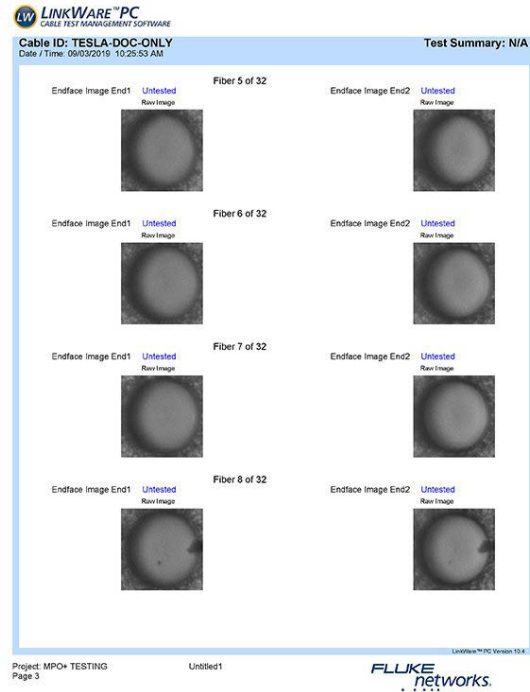 LW LINKWARE™PC
CABLE TEST MANAGEMENT SOFTWARE
Cable ID: TESLA-DOC-ONLY Test Summary: N/A
Date / Time: 09/03/2019 10:25:53 AM
Fiber 5 of 32
Endface Image End1 Untested Endface Image End2 Untested
Raw Image Raw Image
Fiber 6 of 32
Endface Image End1 Untested Endface Image End2 Untested
Raw Image Raw Image
Fiber 7 of 32
Endface Image End1 Untested Endface Image End2 Untested
Raw Image Raw Image
Fiber 8 of 32
Endface Image End1 Untested Endface Image End2 Untested
Raw Image Raw Image
LinkWare™ PC Version 10.4
Project: MPO+ TESTING Untitled1
Page 3
FLUKE
networks.